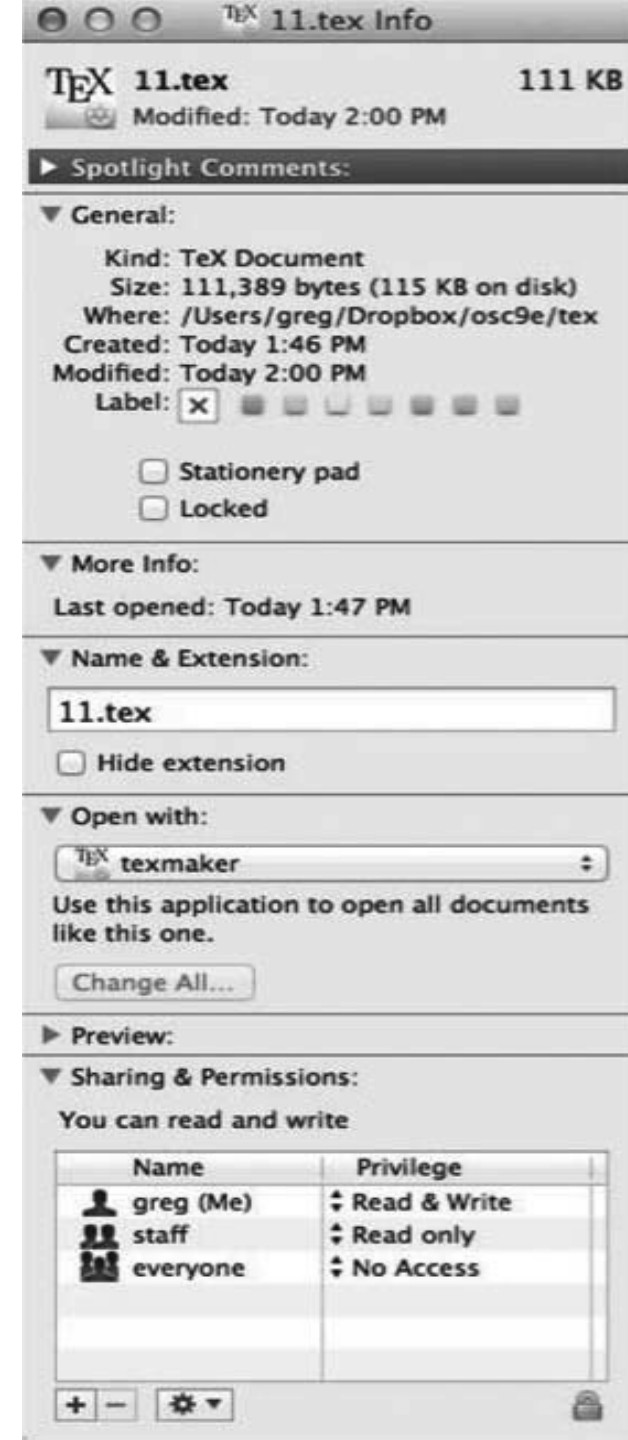 TEX 11.tex Info
TEX 11.tex 111 KB
Modified: Today 2:00 PM
Spotlight Comments:
General:
Kind: TeX Document
Size: 111,389 bytes (115 KB on disk)
Where: /Users/greg/Dropbox/osc9e/tex
Created: Today 1:46 PM
Modified: Today 2:00 PM
Label: x
Stationery pad
Locked
More Info:
Last opened: Today 1:47 PM
Name & Extension:
11.tex
Hide extension
Open with:
TEX texmaker
Use this application to open all documents
like this one.
Change All...
Preview:
Sharing & Permissions:
You can read and write
Name Privilege
greg (Me) Read & Write
staff Read only
everyone No Access